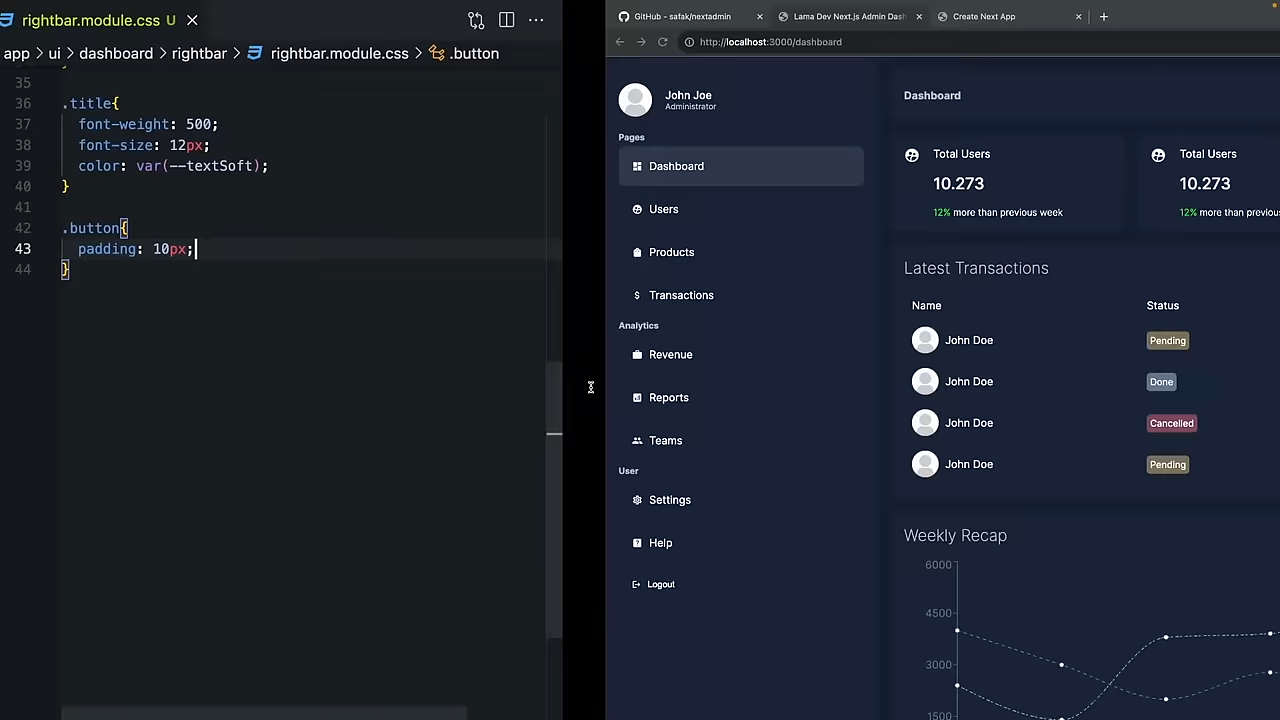 rightbar.module.css U
app > ui > dashboard > rightbar > rightbar.module.css > .button
35
36 .title{
37 font-weight: 500;
38 font-size: 12px;
39 color: var(--textSoft);
40 }
41
42 .button{
43 padding: 10px;
44 }
GitHub - safak/nextadmin
Lama Dev Next.js Admin Das
Create Next App
http://localhost:3000/dashboard
John Joe
Administrator
Pages
Dashboard
Users
Products
Transactions
Analytics
Revenue
Reports
Teams
User
Settings
Help
Logout
Dashboard
Total Users
10.273
12% more than previous week
Total Users
10.273
12% more than previou
Latest Transactions
Name Status
John Doe Pending
John Doe Done
John Doe Cancelled
John Doe Pending
Weekly Recap
6000
4500
3000
1500